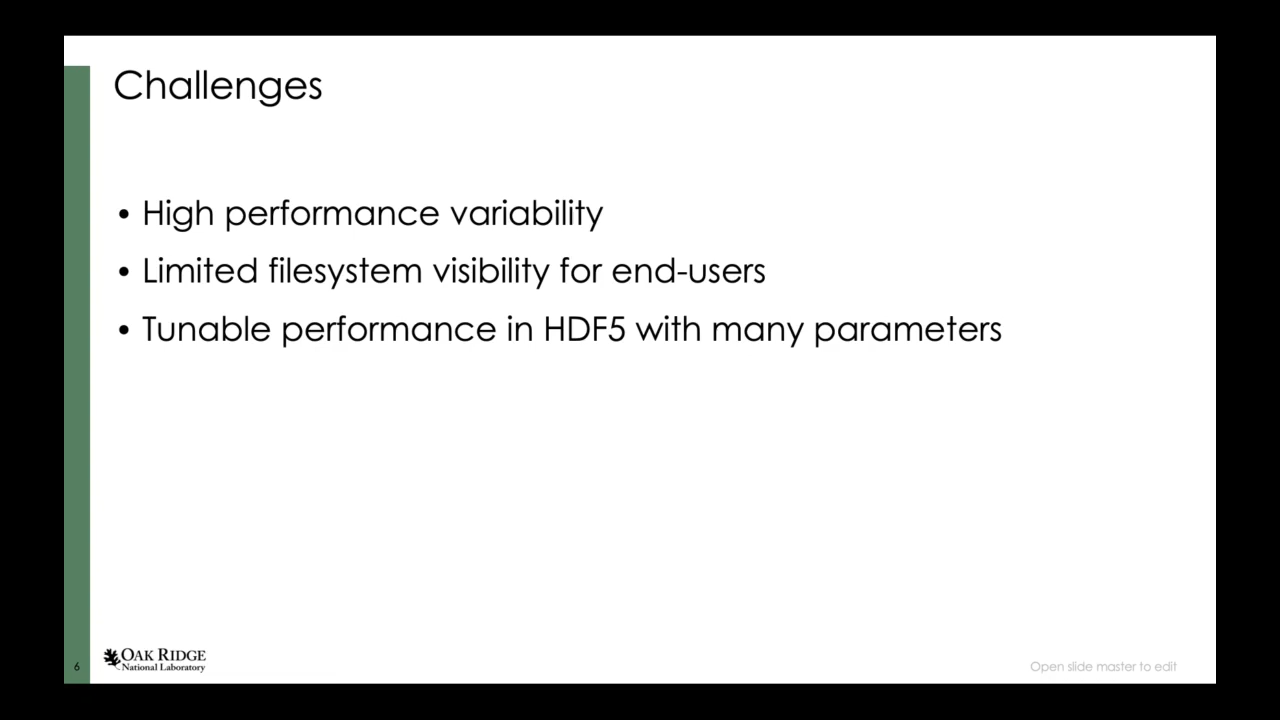 Challenges
• High performance variability
• Limited filesystem visibility for end-users
• Tunable performance in HDF5 with many parameters
6
OAK RIDGE
National Laboratory
Open slide master to edit